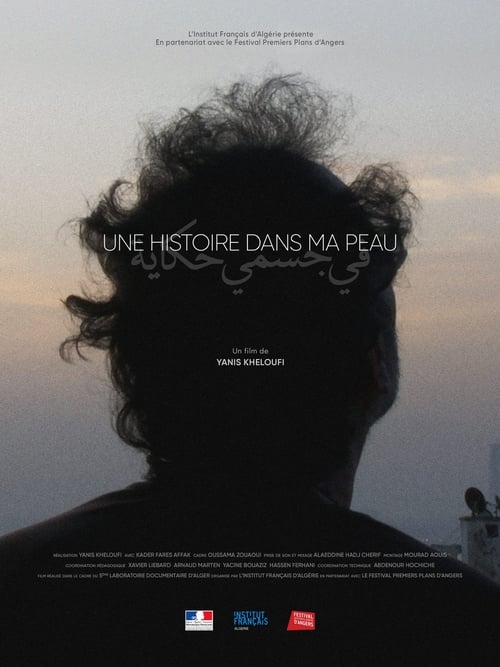 L'Institut Français d'Algérie présente
En partenariat avec le Festival Premiers Plans d'Angers
UNE HISTOIRE DANS MA PEAU
في جسمي حكاية
Un film de
YANIS KHELOUFI
RÉALISATION YANIS KHELOUFI AVEC KADER FARES AFFAK CADRE OUSSAMA ZOUAOUI PRISE DE SON ET MIXAGE ALAEDDINE HADJ CHERIF MONTAGE MOURAD AOUIS
COORDINATION PÉDAGOGIQUE XAVIER LIEBARD ARNAUD MARTEN YACINE BOUAZIZ HASSEN FERHANI COORDINATION TECHNIQUE ABDENOUR HOCHICHE
FILM RÉALISÉ DANS LE CADRE DU 5ÈME LABORATOIRE DOCUMENTAIRE D'ALGER ORGANISE PAR L'INSTITUT FRANÇAIS D'ALGÉRIE EN PARTENARIAT AVEC LE FESTIVAL PREMIERS PLANS D'ANGERS
INSTITUT FRANÇAIS
ALGÉRIE
FESTIVAL PREMIERS PLANS D'ANGERS